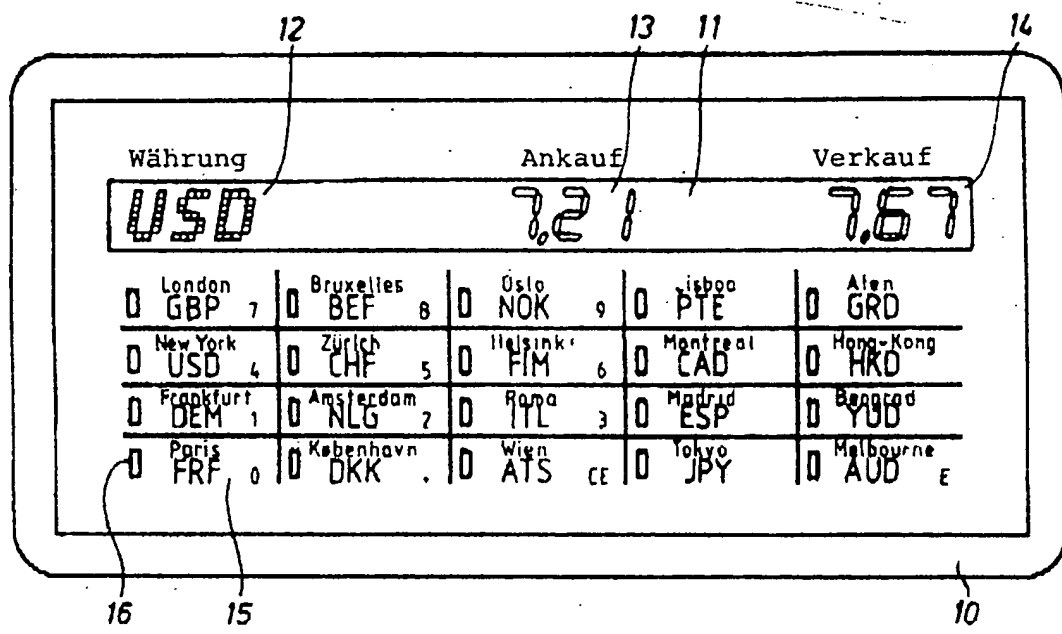 12 13 11 14
Währung Ankauf Verkauf
USD 7.21 7.67
London Bruxelles Oslo Lisboa Aten
GBP 7 BEF 8 NOK 9 PTE GRD
New York Zürich Helsinki Montreal Hong-Kong
USD 4 CHF 5 FIM 6 CAD HKD
Frankfurt Amsterdam Roma Madrid Beograd
DEM 1 NLG 2 ITL 3 ESP YUD
Paris København Wien Tokyo Melbourne
FRF 0 DKK . ATS CE JPY AUD E
16 15 10